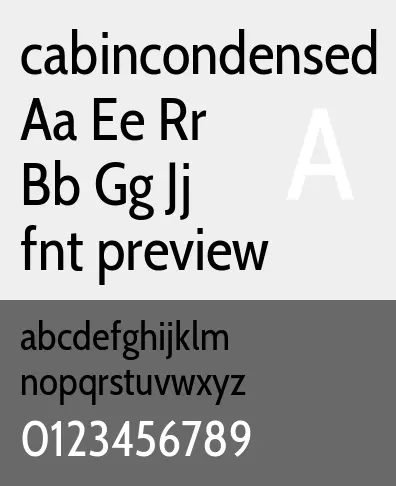 cabincondensed
Aa Ee Rr
A
Bb Gg Jj
fnt preview
abcdefghijklm
nopqrstuvwxyz
0123456789